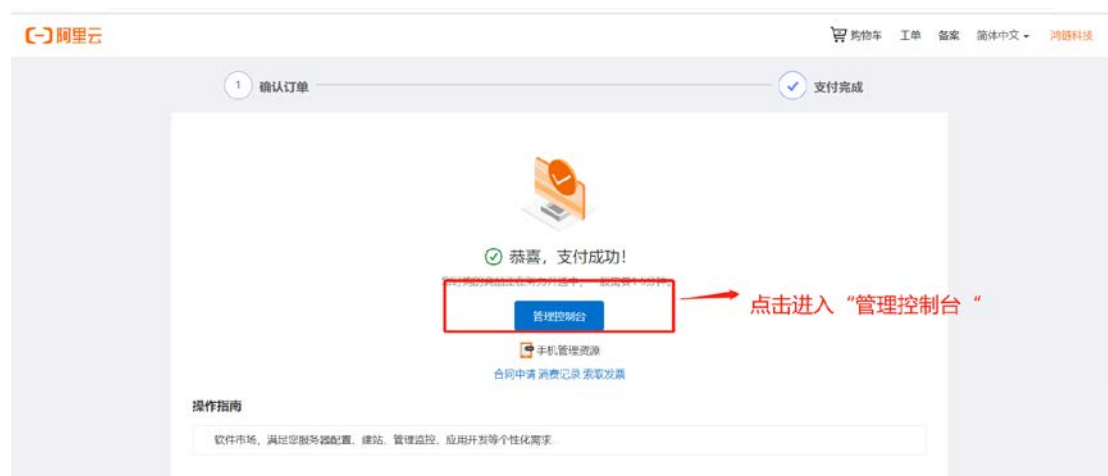 阿里云
购物车 工单 备案 简体中文 鸿链科技
1 确认订单 支付完成
恭喜，支付成功！
管理控制台
点击进入“管理控制台“
手机管理资源
合同申请 消费记录 索取发票
操作指南
软件市场，满足您服务器配置、建站、管理监控、应用开发等个性化需求